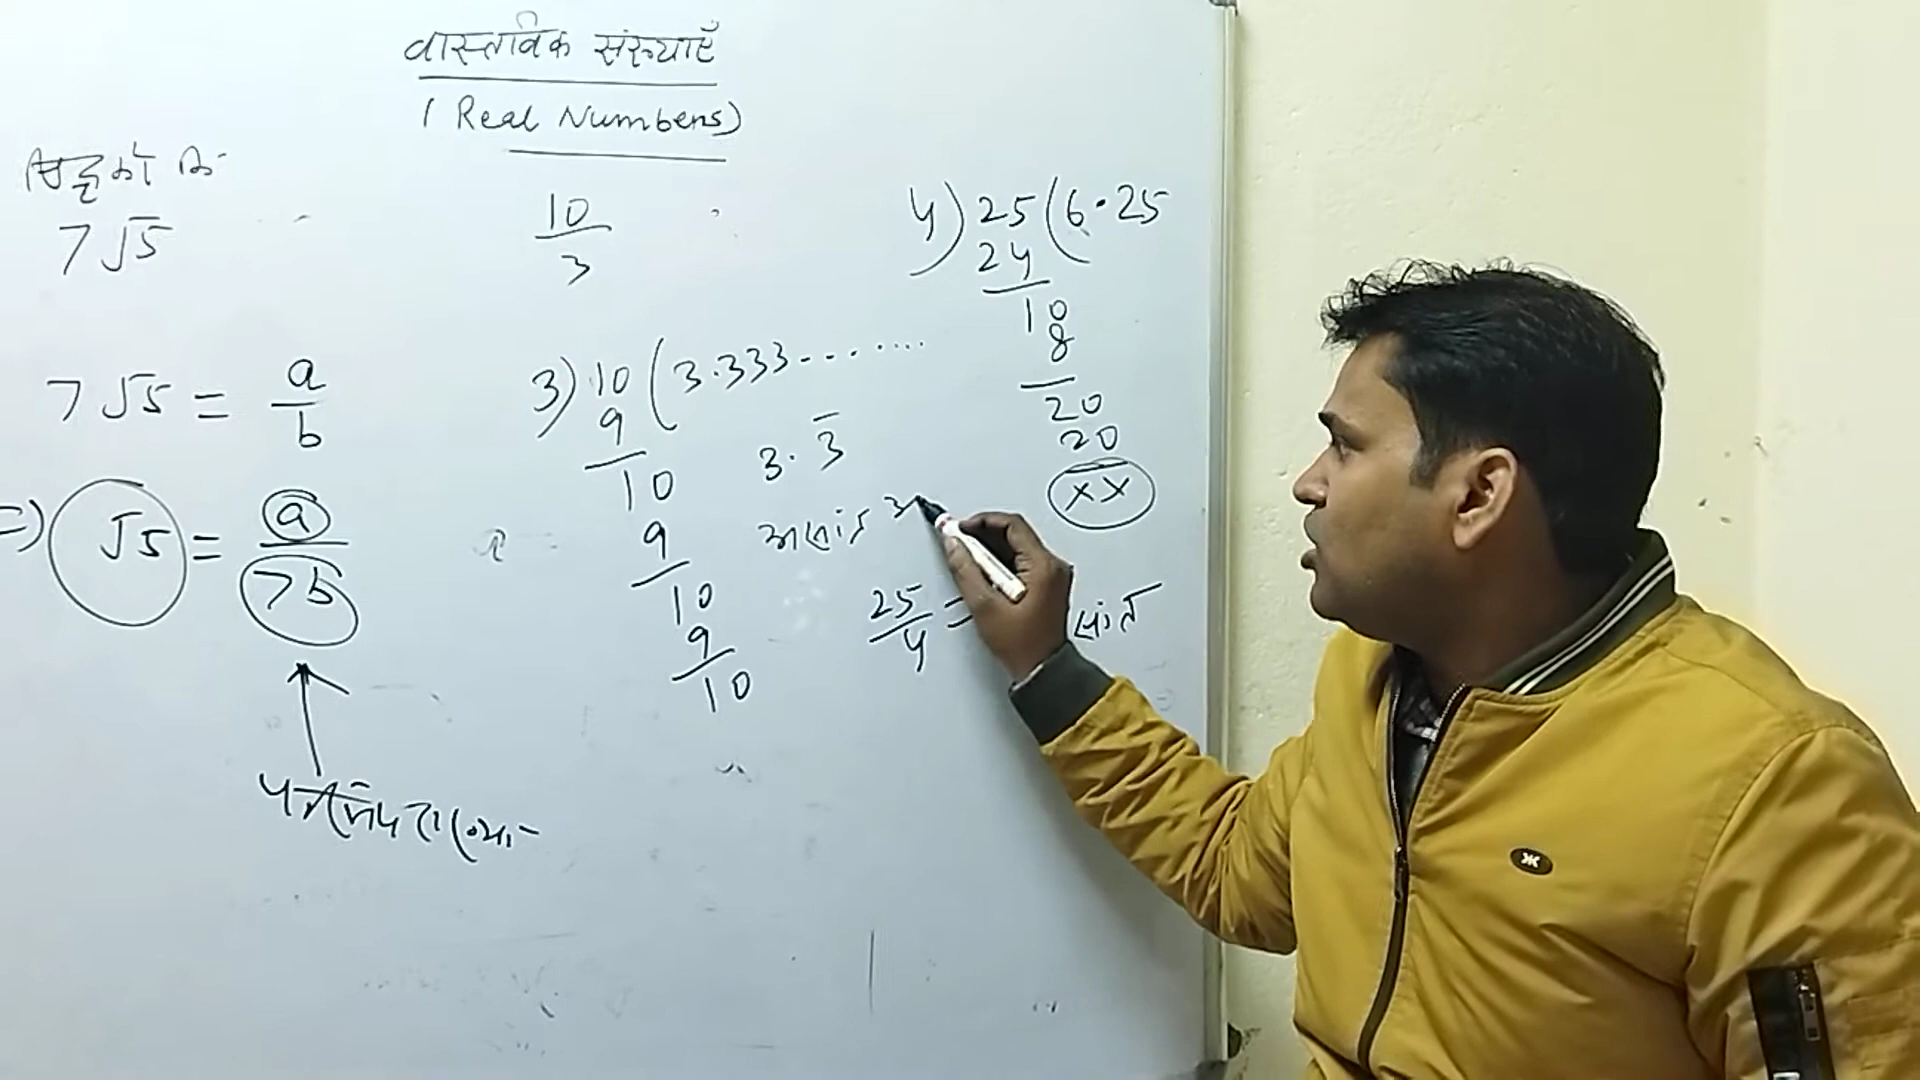 वास्तविक संख्याएँ
( Real Numbers)
सिद्ध करो कि
7√5
7√5 = a/b
=) √5 = a/7b
परिमेय संख्या
10/3
3) 10 ( 3.333.........
9
10
9
10
9
10
3.3̅
असांत
4) 25 ( 6.25
24
10
8
20
20
××
25/4 =
सांत